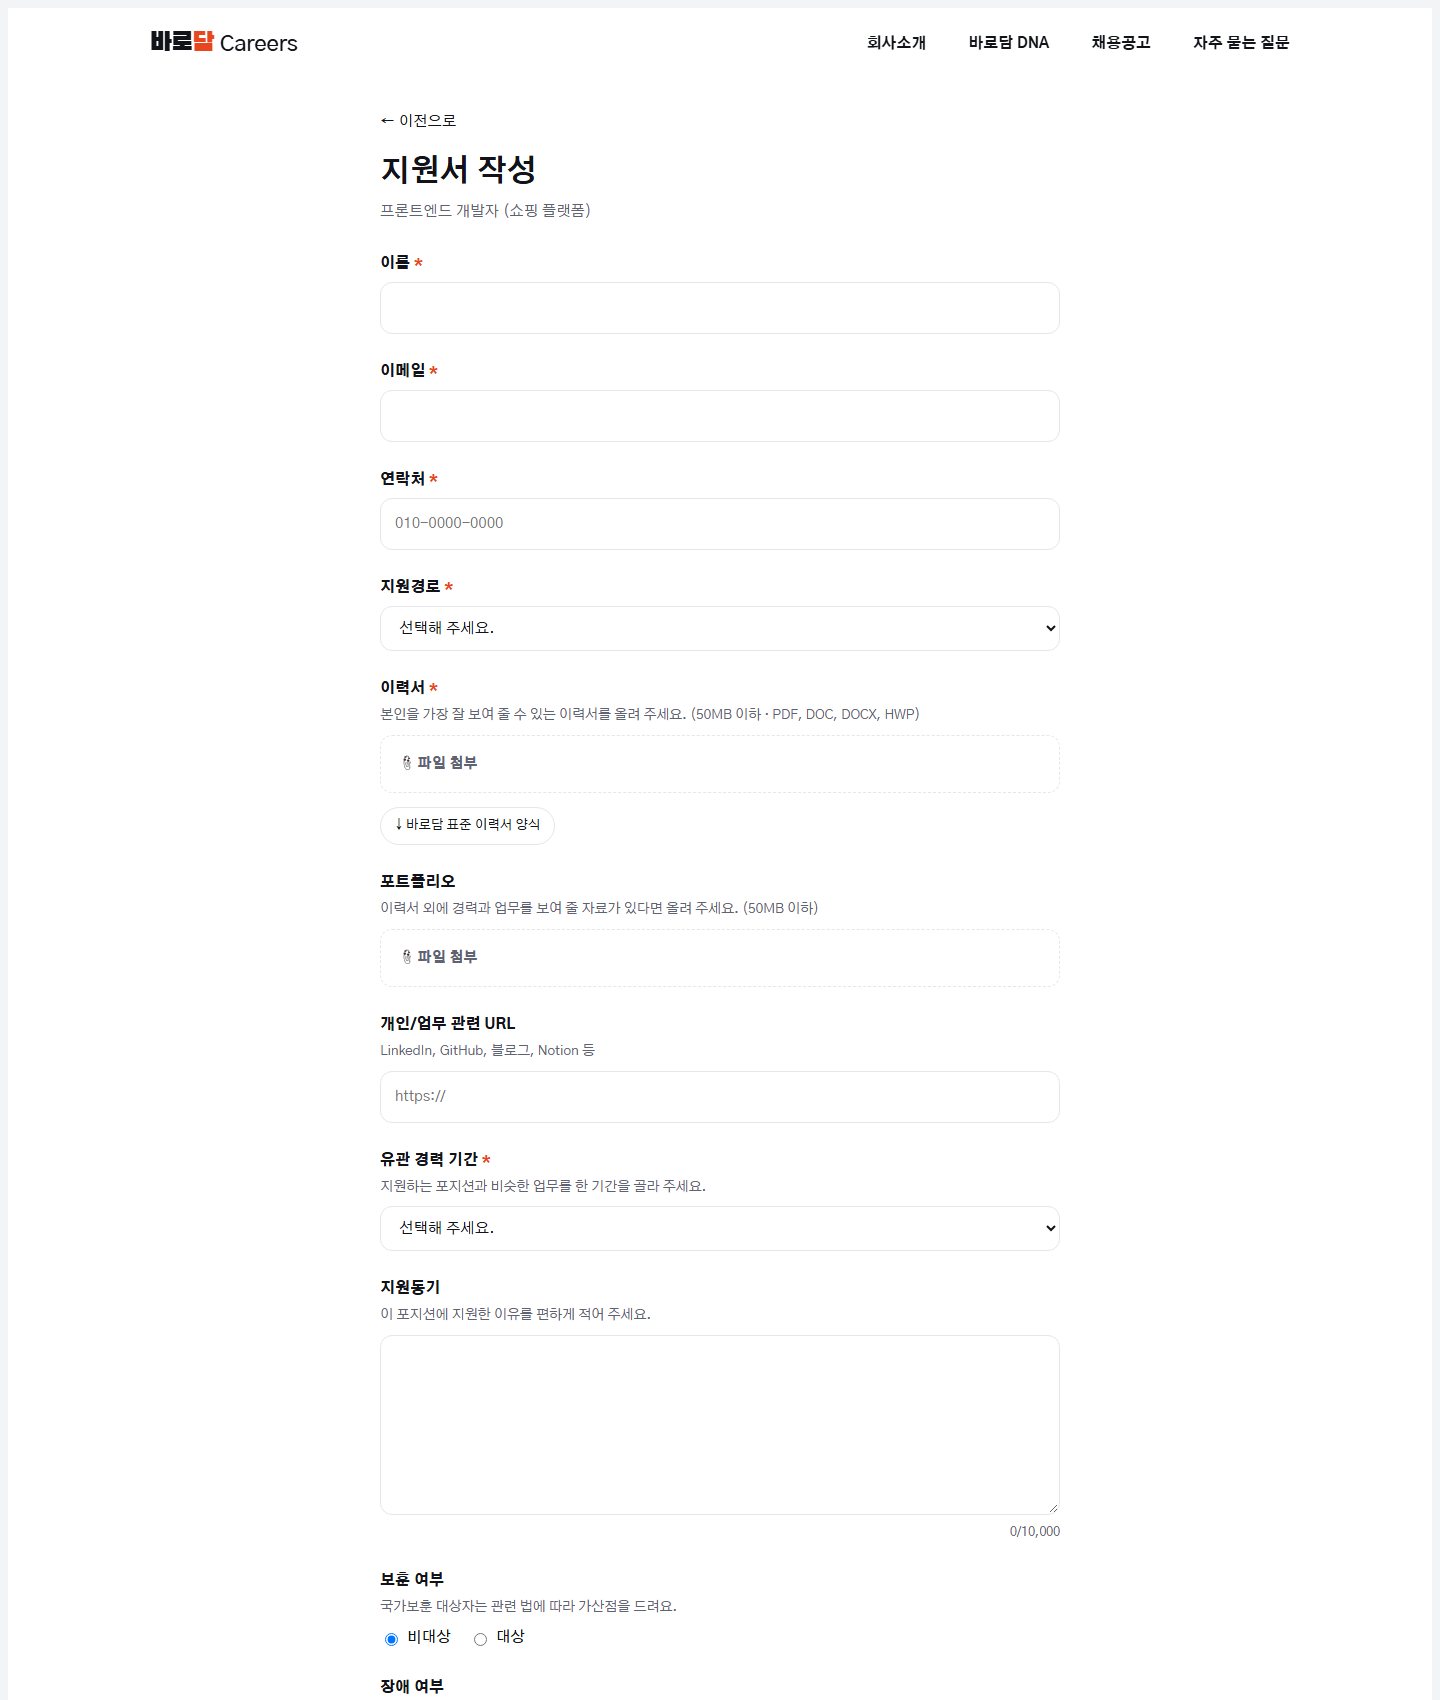 바로담 Careers
회사소개
바로담 DNA
채용공고
자주 묻는 질문
← 이전으로
지원서 작성
프론트엔드 개발자 (쇼핑 플랫폼)
이름 *
이메일 *
연락처 *
010-0000-0000
지원경로 *
선택해 주세요.
이력서 *
본인을 가장 잘 보여 줄 수 있는 이력서를 올려 주세요. (50MB 이하 · PDF, DOC, DOCX, HWP)
파일 첨부
↓ 바로담 표준 이력서 양식
포트폴리오
이력서 외에 경력과 업무를 보여 줄 자료가 있다면 올려 주세요. (50MB 이하)
파일 첨부
개인/업무 관련 URL
LinkedIn, GitHub, 블로그, Notion 등
https://
유관 경력 기간 *
지원하는 포지션과 비슷한 업무를 한 기간을 골라 주세요.
선택해 주세요.
지원동기
이 포지션에 지원한 이유를 편하게 적어 주세요.
0/10,000
보훈 여부
국가보훈 대상자는 관련 법에 따라 가산점을 드려요.
비대상
대상
장애 여부